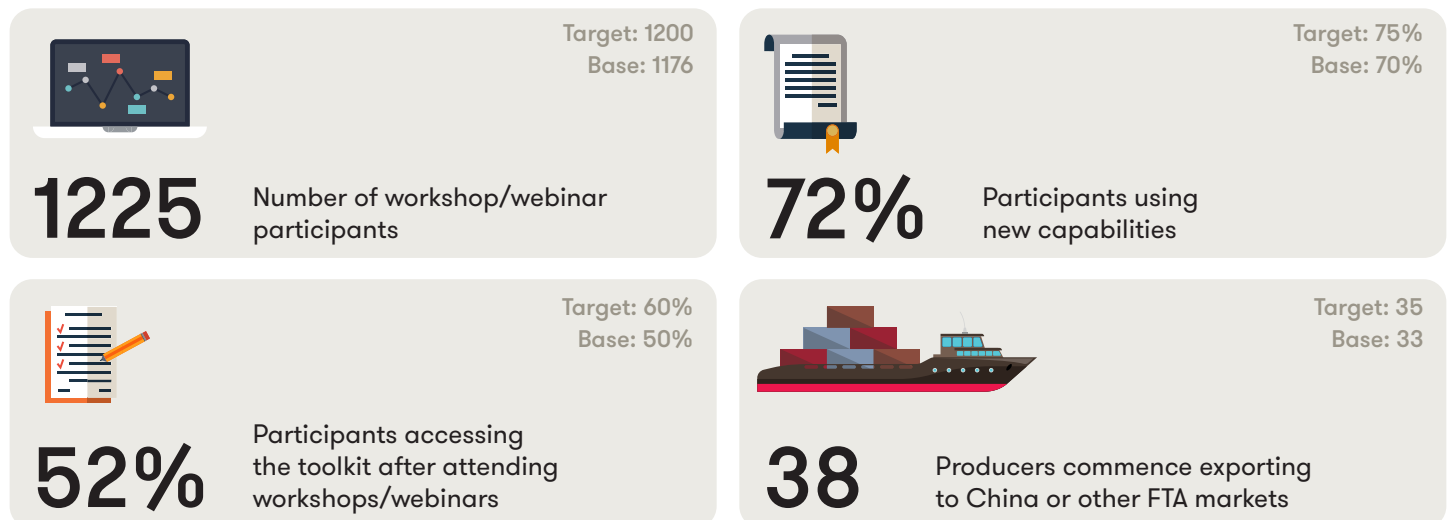 Target: 1200
Base: 1176
1225
Number of workshop/webinar
participants
Target: 75%
Base: 70%
72%
Participants using
new capabilities
Target: 60%
Base: 50%
52%
Participants accessing
the toolkit after attending
workshops/webinars
Target: 35
Base: 33
38
Producers commence exporting
to China or other FTA markets